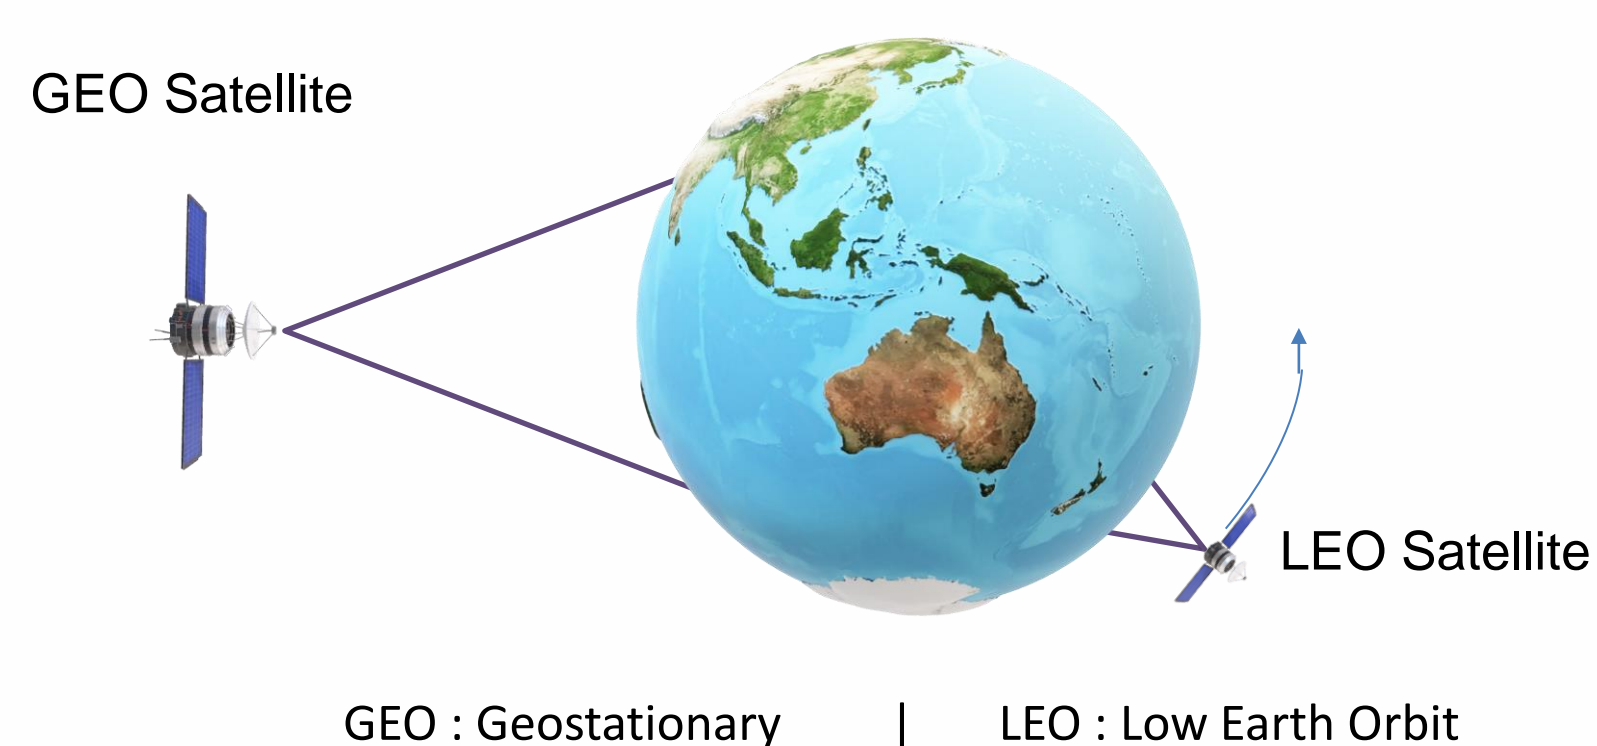 GEO Satellite
LEO Satellite
GEO : Geostationary | LEO : Low Earth Orbit